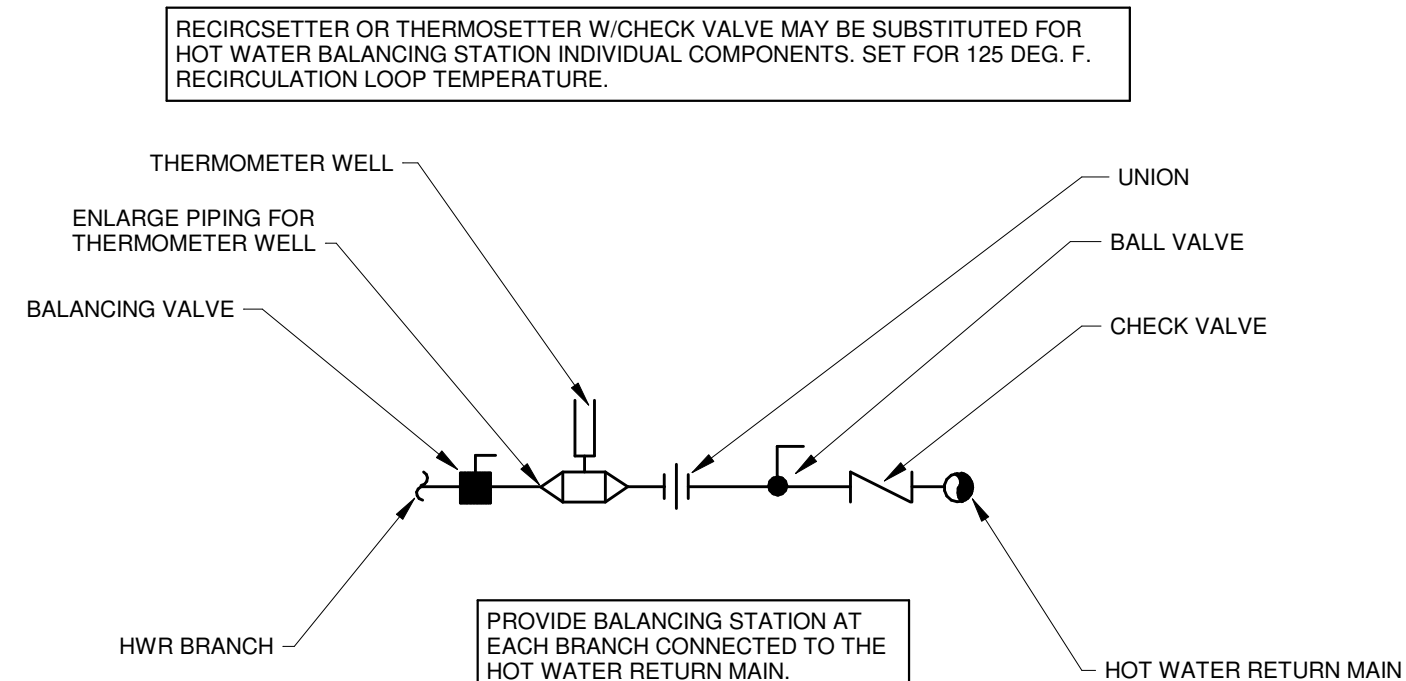 RECIRCSETTER OR THERMOSETTER W/CHECK VALVE MAY BE SUBSTITUTED FOR
HOT WATER BALANCING STATION INDIVIDUAL COMPONENTS. SET FOR 125 DEG. F.
RECIRCULATION LOOP TEMPERATURE.
THERMOMETER WELL
UNION
ENLARGE PIPING FOR
THERMOMETER WELL
BALL VALVE
BALANCING VALVE
CHECK VALVE
HWR BRANCH
PROVIDE BALANCING STATION AT
EACH BRANCH CONNECTED TO THE
HOT WATER RETURN MAIN.
HOT WATER RETURN MAIN